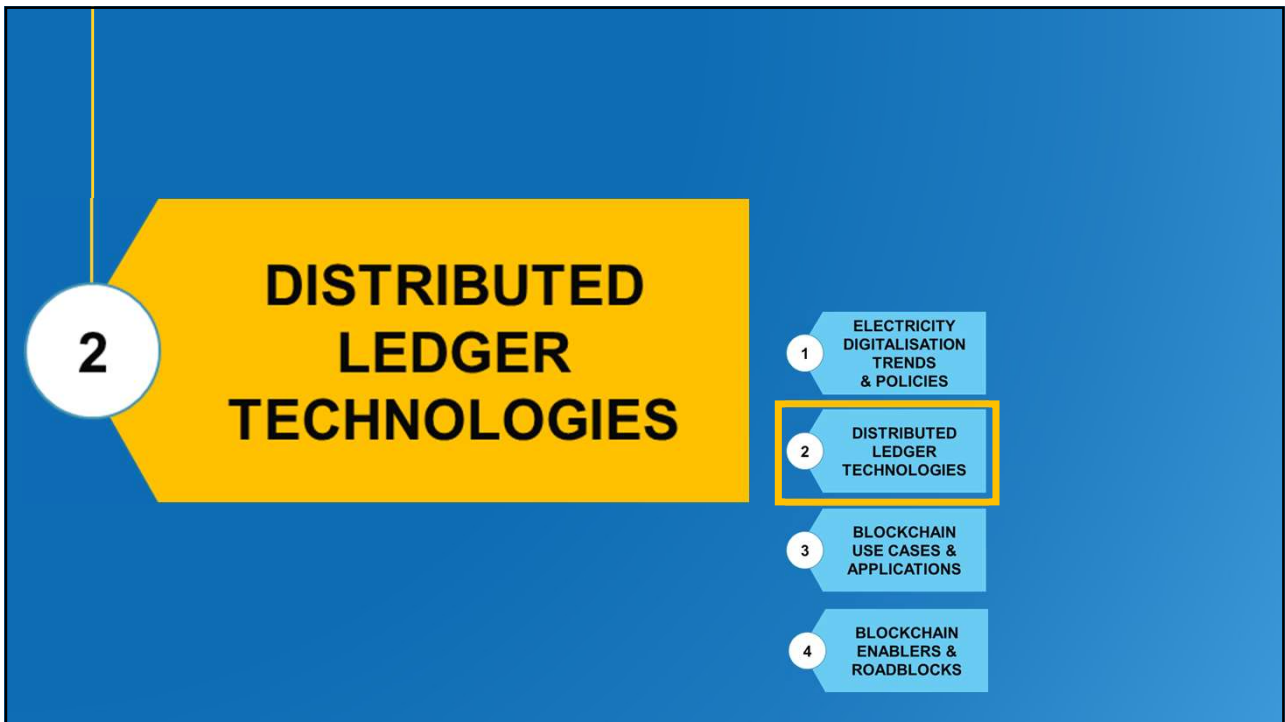 2
DISTRIBUTED
LEDGER
TECHNOLOGIES
1
ELECTRICITY
DIGITALISATION
TRENDS
& POLICIES
2
DISTRIBUTED
LEDGER
TECHNOLOGIES
3
BLOCKCHAIN
USE CASES &
APPLICATIONS
4
BLOCKCHAIN
ENABLERS &
ROADBLOCKS